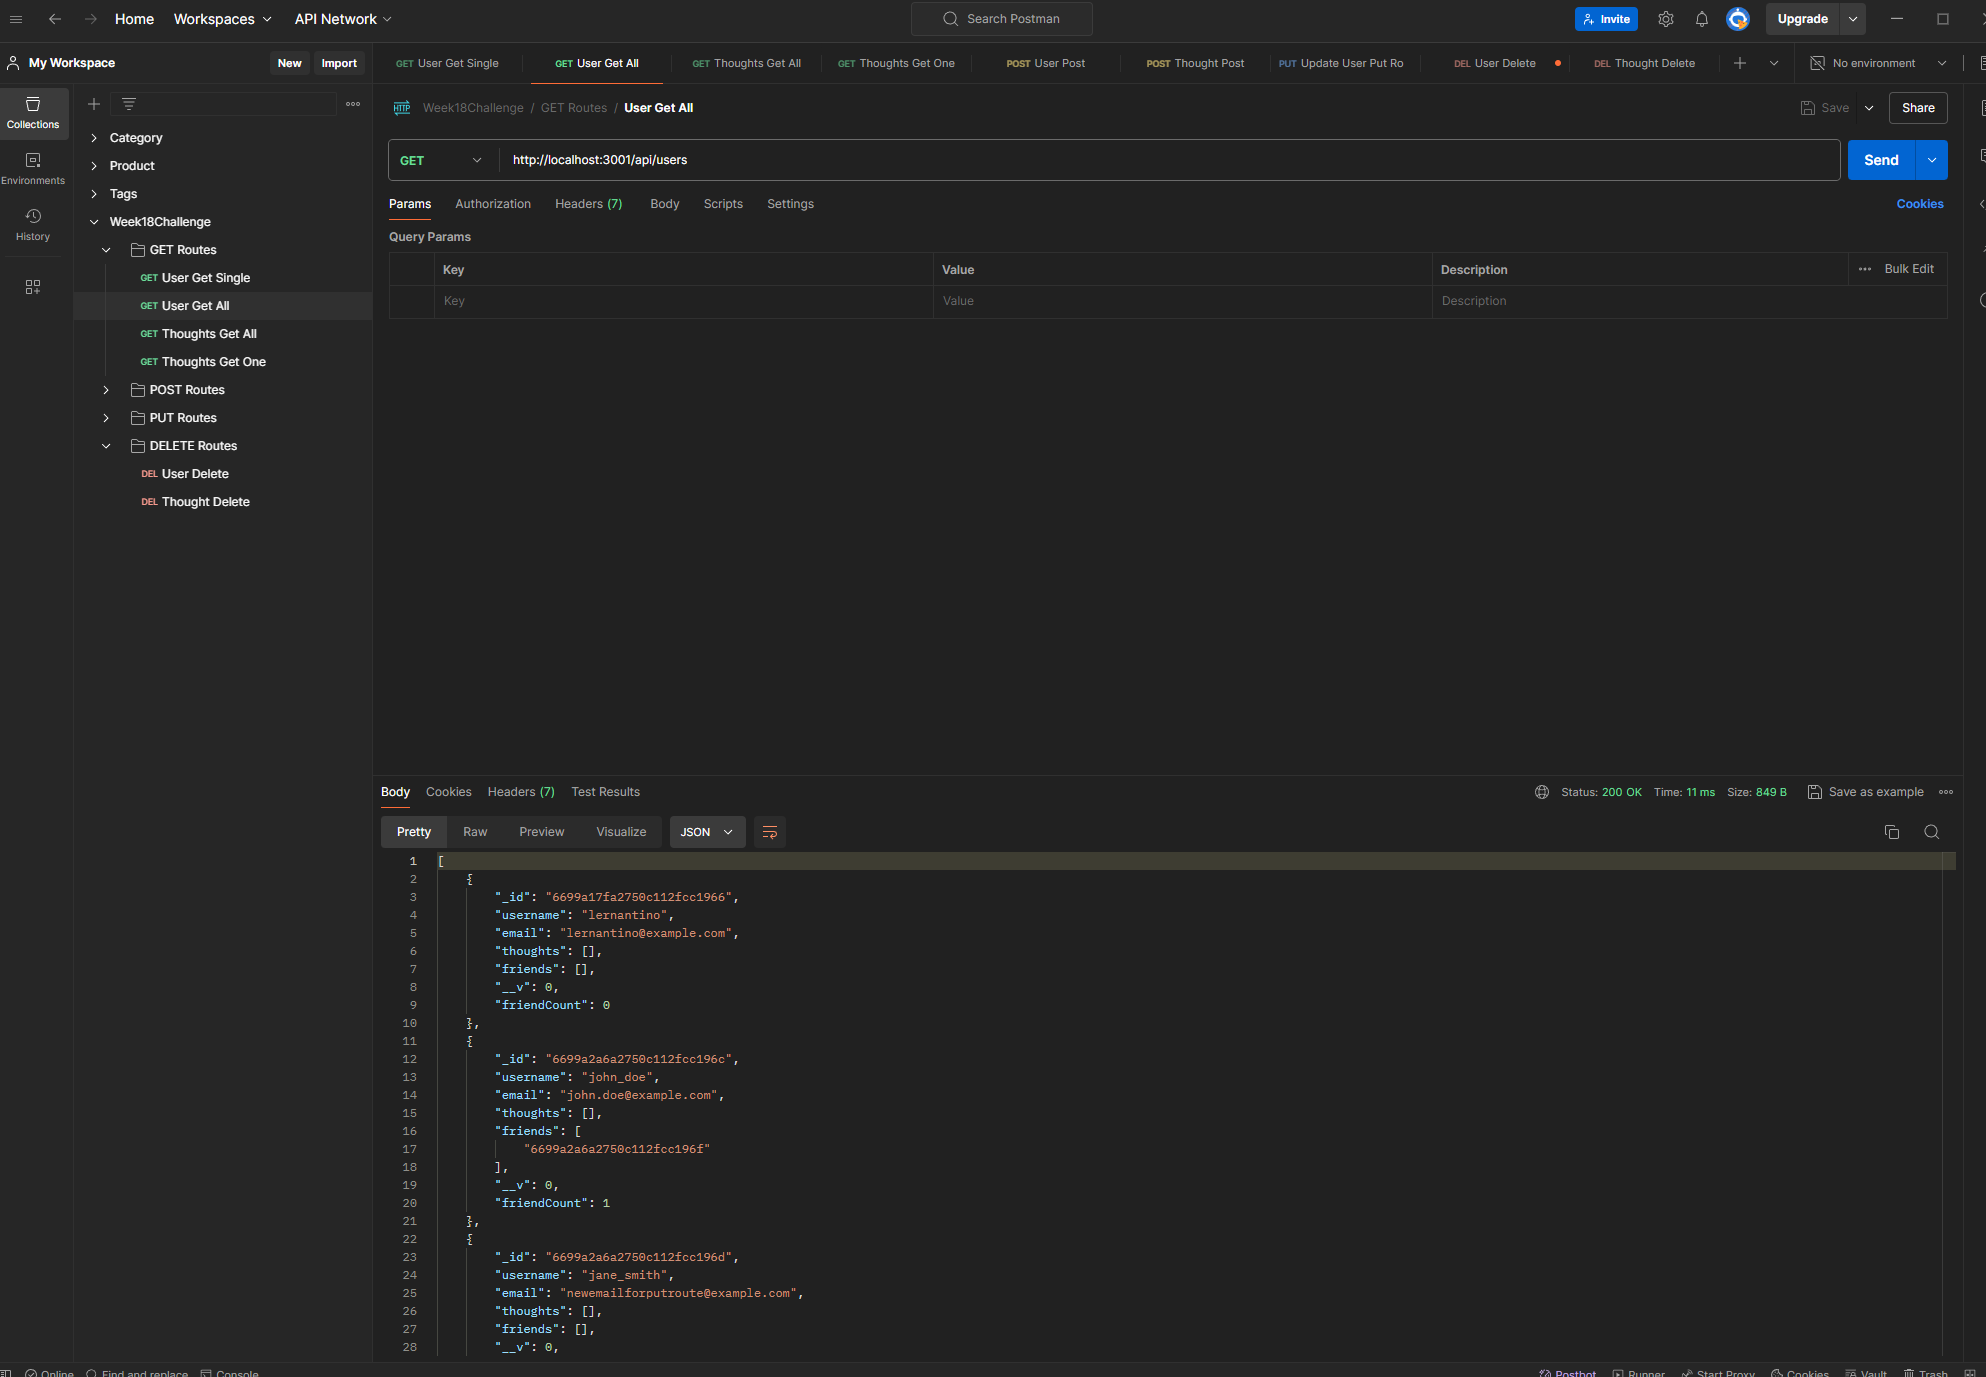 Home Workspaces API Network Search Postman Invite Upgrade
My Workspace New Import GET User Get Single GET User Get All GET Thoughts Get All GET Thoughts Get One POST User Post POST Thought Post PUT Update User Put Ro DEL User Delete DEL Thought Delete No environment
Collections
Environments
History
Category
Product
Tags
Week18Challenge
GET Routes
GET User Get Single
GET User Get All
GET Thoughts Get All
GET Thoughts Get One
POST Routes
PUT Routes
DELETE Routes
DEL User Delete
DEL Thought Delete
HTTP Week18Challenge / GET Routes / User Get All Save Share
GET http://localhost:3001/api/users Send
Params Authorization Headers (7) Body Scripts Settings Cookies
Query Params
Key Value Description Bulk Edit
Key Value Description
Body Cookies Headers (7) Test Results Status: 200 OK Time: 11 ms Size: 849 B Save as example
Pretty Raw Preview Visualize JSON
1 [
2 {
3 "_id": "6699a17fa2750c112fcc1966",
4 "username": "lernantino",
5 "email": "lernantino@example.com",
6 "thoughts": [],
7 "friends": [],
8 "__v": 0,
9 "friendCount": 0
10 },
11 {
12 "_id": "6699a2a6a2750c112fcc196c",
13 "username": "john_doe",
14 "email": "john.doe@example.com",
15 "thoughts": [],
16 "friends": [
17 "6699a2a6a2750c112fcc196f"
18 ],
19 "__v": 0,
20 "friendCount": 1
21 },
22 {
23 "_id": "6699a2a6a2750c112fcc196d",
24 "username": "jane_smith",
25 "email": "newemailforputroute@example.com",
26 "thoughts": [],
27 "friends": [],
28 "__v": 0,
Online Find and replace Console Postbot Runner Start Proxy Cookies Vault Trash